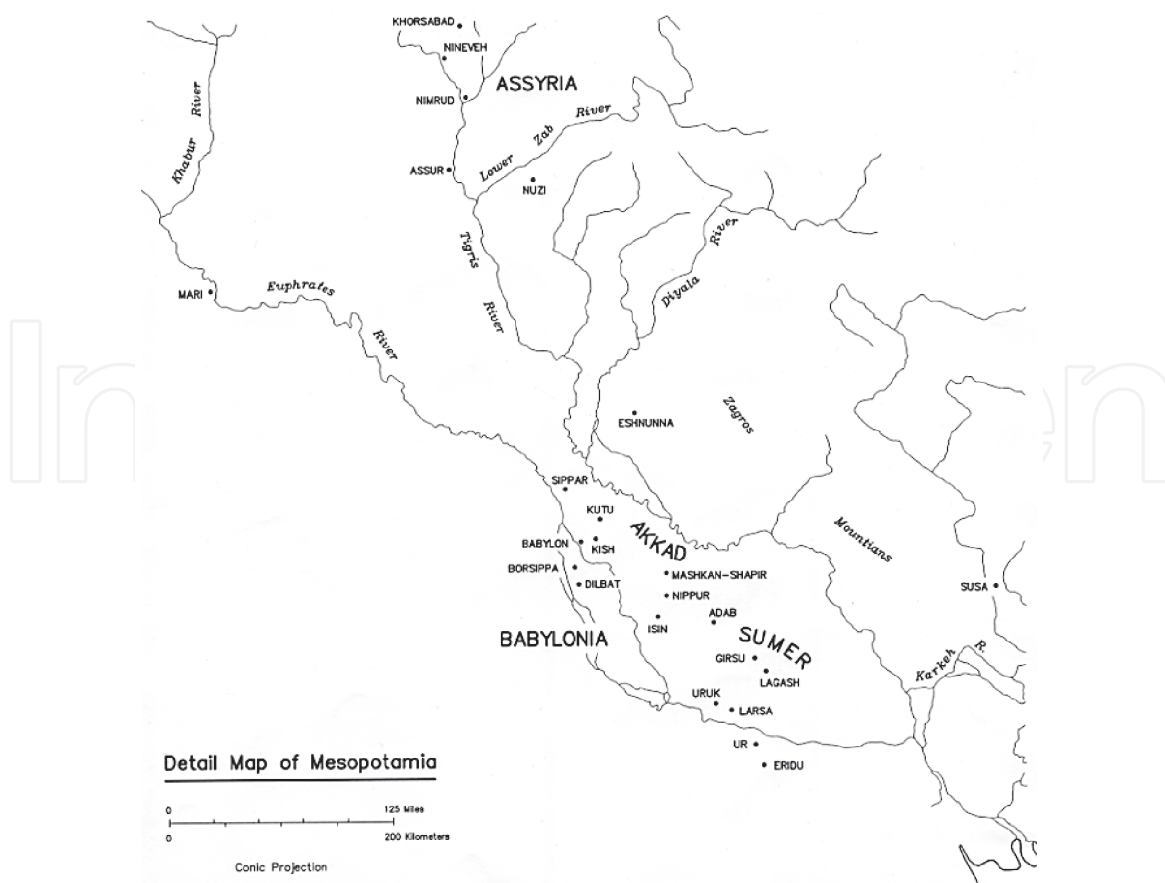 KHORSABAD
NINEVEH
ASSYRIA
NIMRUD
Khabur River
Lower Zab River
ASSUR
NUZI
Tigris River
Diyala River
MARI
Euphrates River
ESHNUNNA
Zagros Mountians
SIPPAR
KUTU
AKKAD
BABYLON
KISH
BORSIPPA
DILBAT
MASHKAN-SHAPIR
NIPPUR
SUSA
ISIN
ADAB
BABYLONIA
SUMER
GIRSU
LAGASH
Karkeh R.
URUK
LARSA
UR
ERIDU
Detail Map of Mesopotamia
0 125 Miles
0 200 Kilometers
Conic Projection